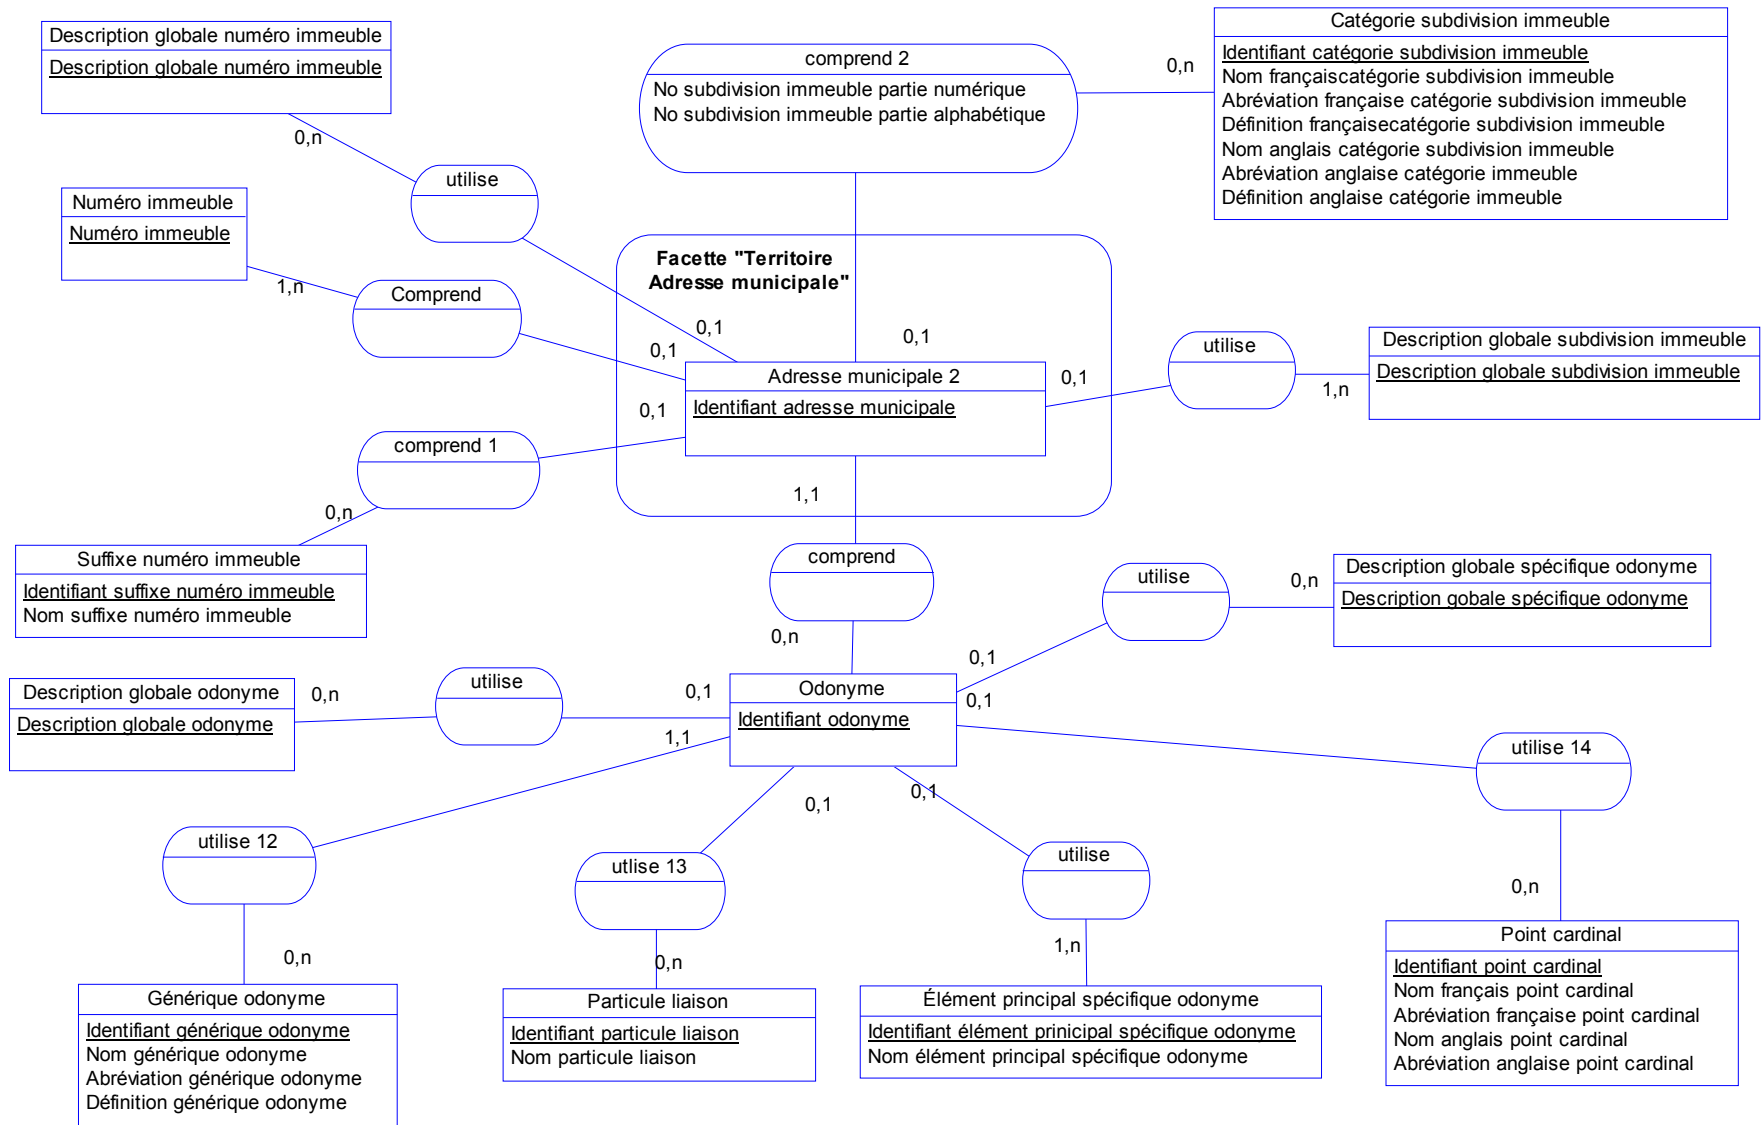 Description globale numéro immeuble
Description globale numéro immeuble
0,n
utilise
comprend 2
No subdivision immeuble partie numérique
No subdivision immeuble partie alphabétique
0,n
Catégorie subdivision immeuble
Identifiant catégorie subdivision immeuble
Nom françaiscatégorie subdivision immeuble
Abréviation française catégorie subdivision immeuble
Définition françaisecatégorie subdivision immeuble
Nom anglais catégorie subdivision immeuble
Abréviation anglaise catégorie immeuble
Définition anglaise catégorie immeuble
Numéro immeuble
Numéro immeuble
1,n
Comprend
Facette "Territoire
Adresse municipale"
0,1
0,1
0,1
0,1
0,1
Adresse municipale 2
Identifiant adresse municipale
utilise
1,n
Description globale subdivision immeuble
Description globale subdivision immeuble
comprend 1
0,n
1,1
Suffixe numéro immeuble
Identifiant suffixe numéro immeuble
Nom suffixe numéro immeuble
comprend
0,n
utilise
0,n
Description globale spécifique odonyme
Description gobale spécifique odonyme
0,1
Description globale odonyme
Description globale odonyme
0,n
utilise
0,1
Odonyme
Identifiant odonyme
0,1
1,1
utilise 14
0,1
0,1
utilise 12
utlise 13
utilise
0,n
0,n
0,n
1,n
Générique odonyme
Identifiant générique odonyme
Nom générique odonyme
Abréviation générique odonyme
Définition générique odonyme
Particule liaison
Identifiant particule liaison
Nom particule liaison
Élément principal spécifique odonyme
Identifiant élément prinicipal spécifique odonyme
Nom élément principal spécifique odonyme
Point cardinal
Identifiant point cardinal
Nom français point cardinal
Abréviation française point cardinal
Nom anglais point cardinal
Abréviation anglaise point cardinal